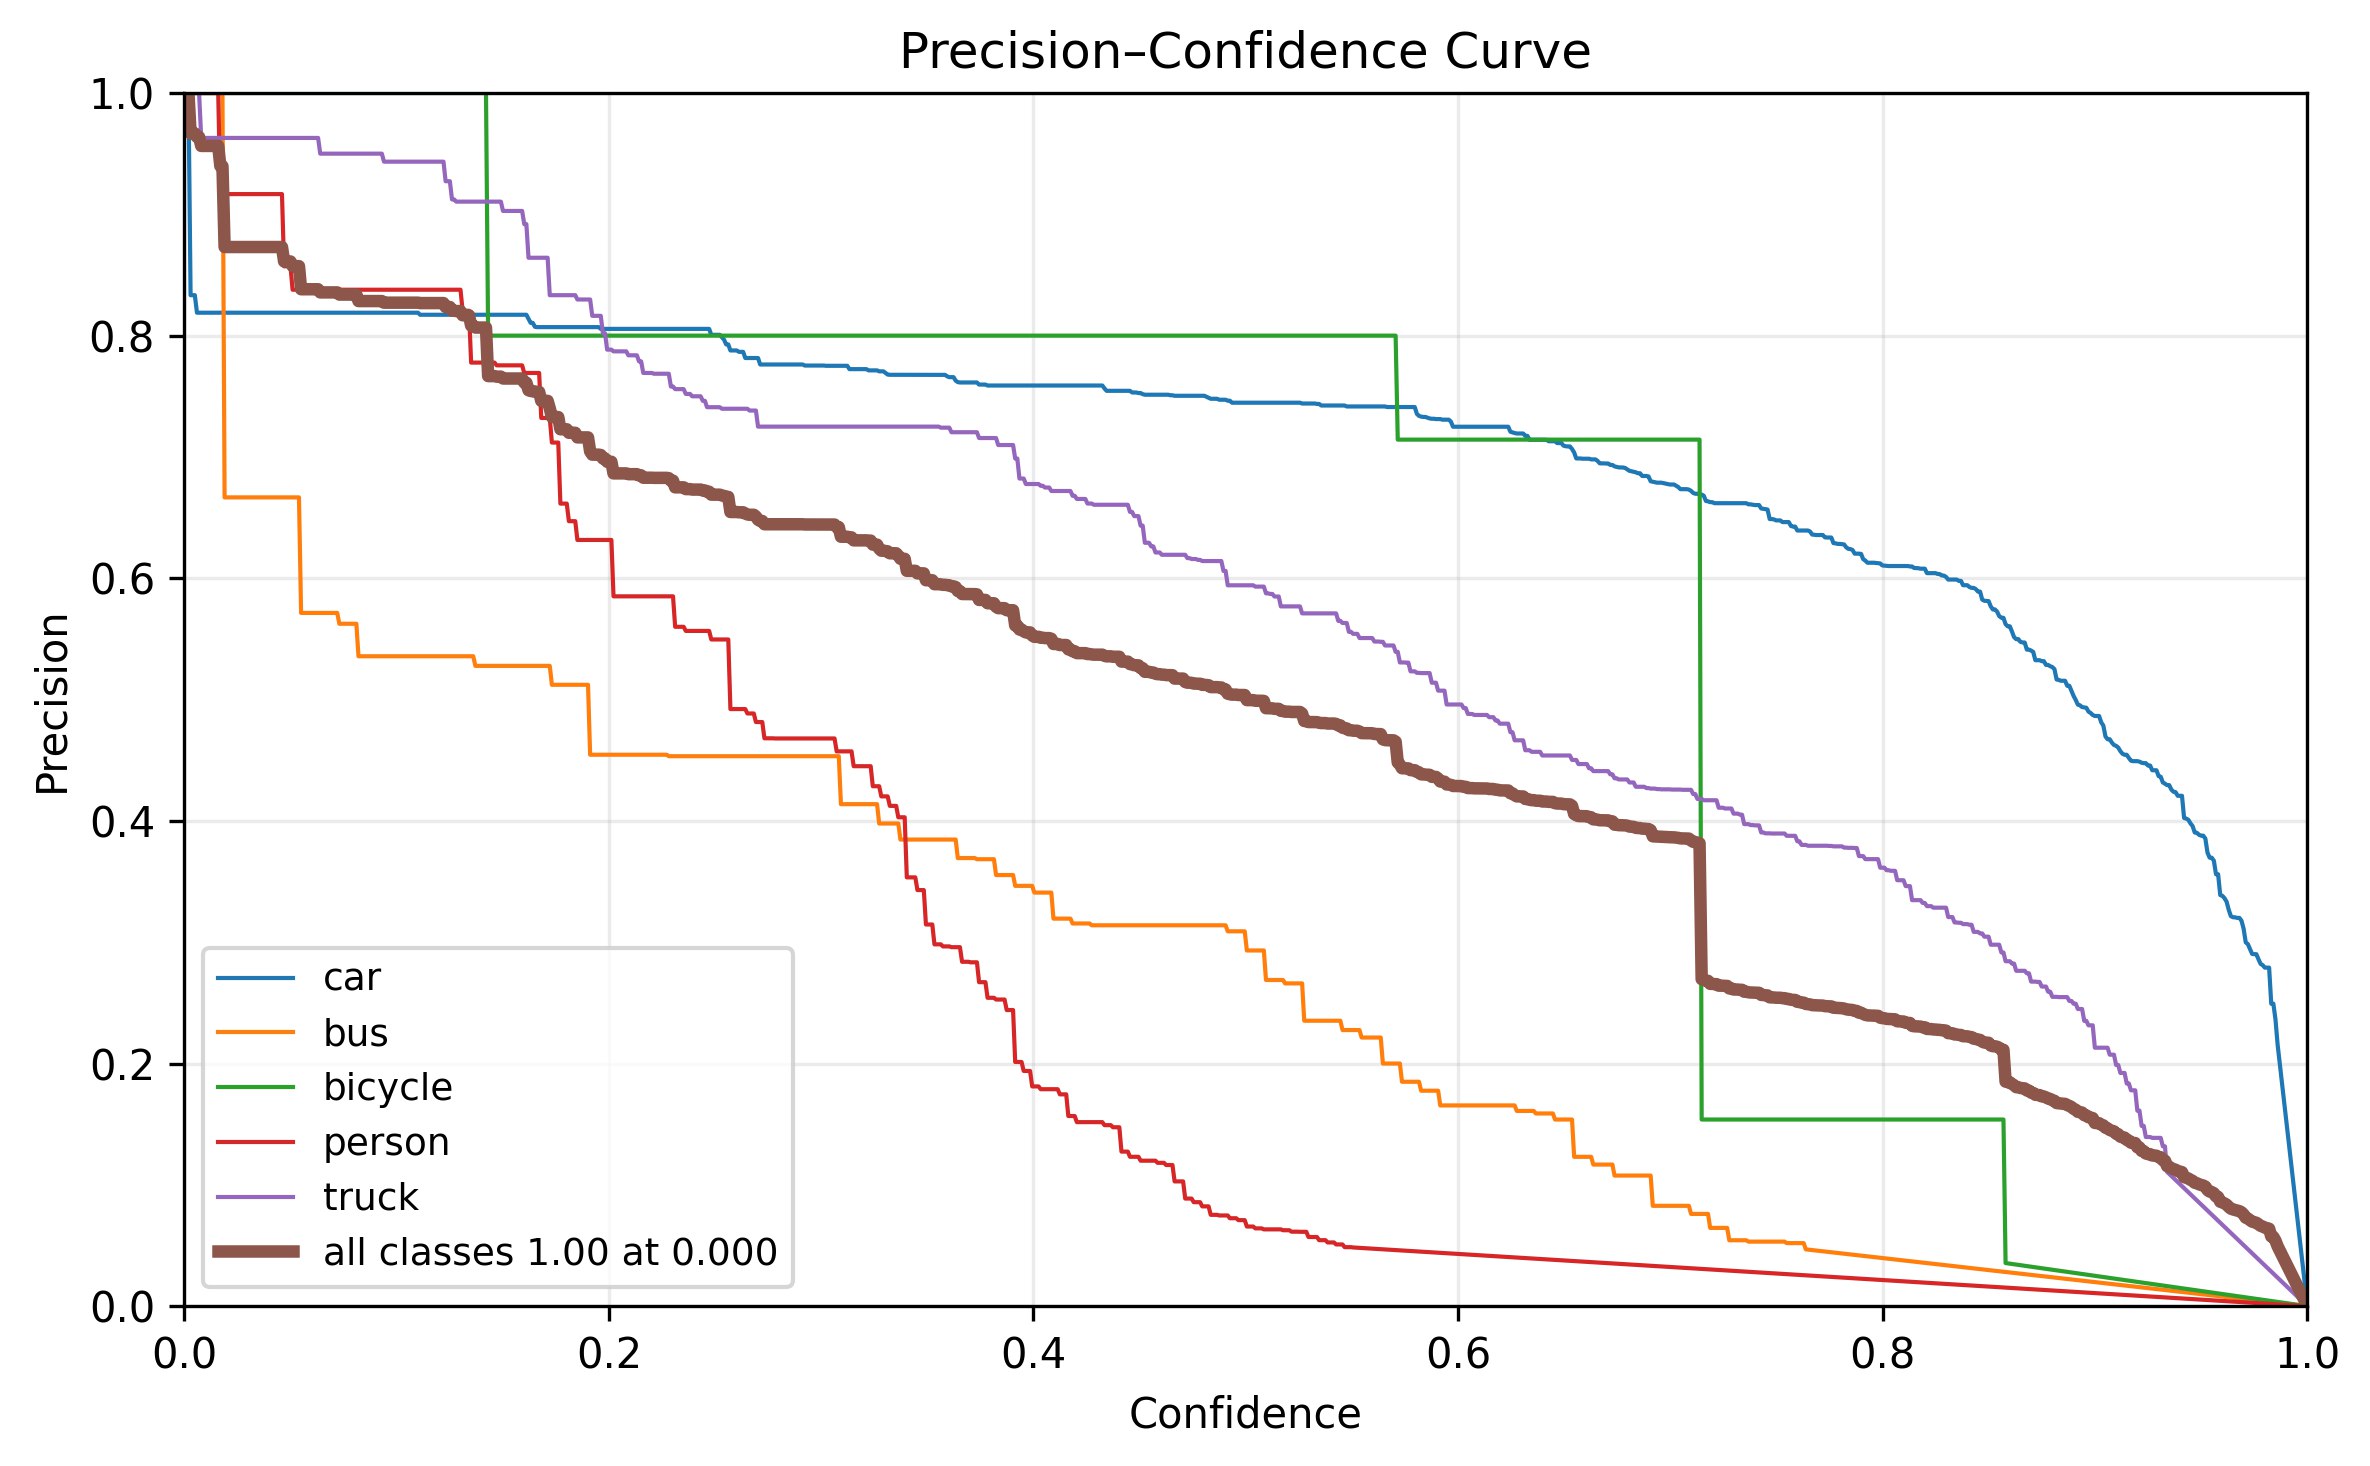 Precision–Confidence Curve
1.0
0.8
0.6
0.4
0.2
0.0
Precision
car
bus
bicycle
person
truck
all classes 1.00 at 0.000
0.0 0.2 0.4 0.6 0.8 1.0
Confidence